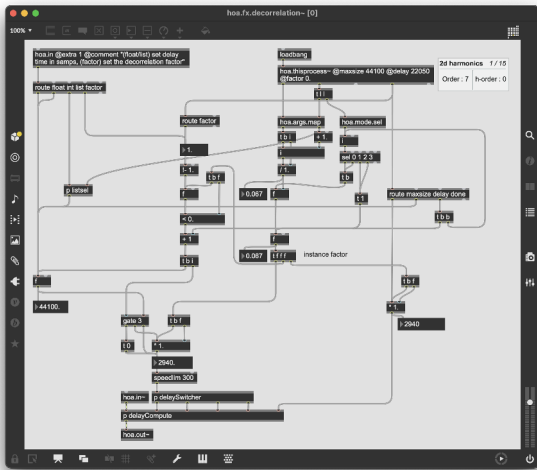 hoa.fx.decorrelation~ [0]
100% ▼
hoa.in @extra 1 @comment "(float/list) set delay
time in samps, (factor) set the decorrelation factor"
loadbang
2d harmonics 1 / 15
Order : 7 h-order : 0
hoa.thisprocess~ @maxsize 44100 @delay 22050
@factor 0.
route float int list factor
t l l
route factor
hoa.args.map
hoa.mode.sel
1.
t b i
+ 1.
i
i
!- 1.
sel 0 1 2 3
/ 1.
t b f
t b
p listsel
f
0.067
f
t 1
route maxsize delay done
< 0.
t b b
+ 1
f
t b i
0.067
t f f f
instance factor
f
t b f
44100.
* 1.
gate 3
t b f
2940
t 0
* 1.
2940.
speedlim 300
hoa.in~
p delaySwitcher
p delayCompute
hoa.out~